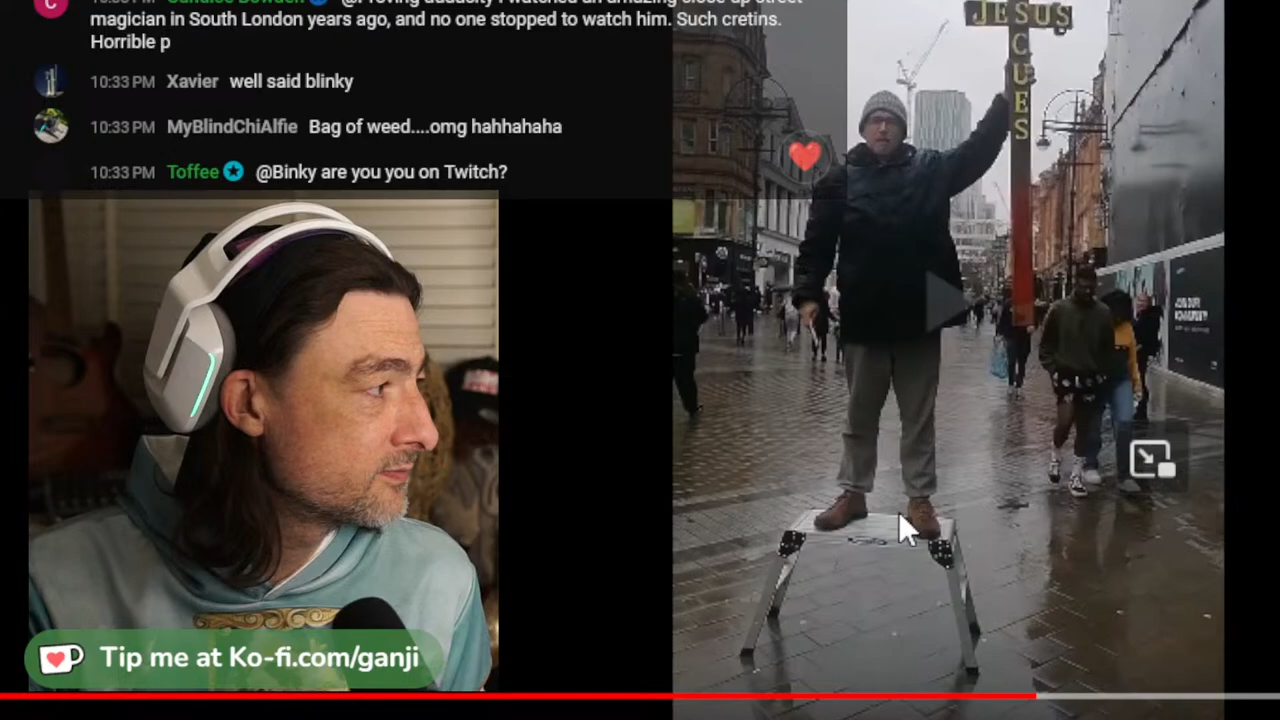 magician in South London years ago, and no one stopped to watch him. Such cretins.
Horrible p
10:33 PM Xavier well said blinky
10:33 PM MyBlindChiAlfie Bag of weed....omg hahhahaha
10:33 PM Toffee @Binky are you you on Twitch?
JESUS
RESCUES
Tip me at Ko-fi.com/ganji